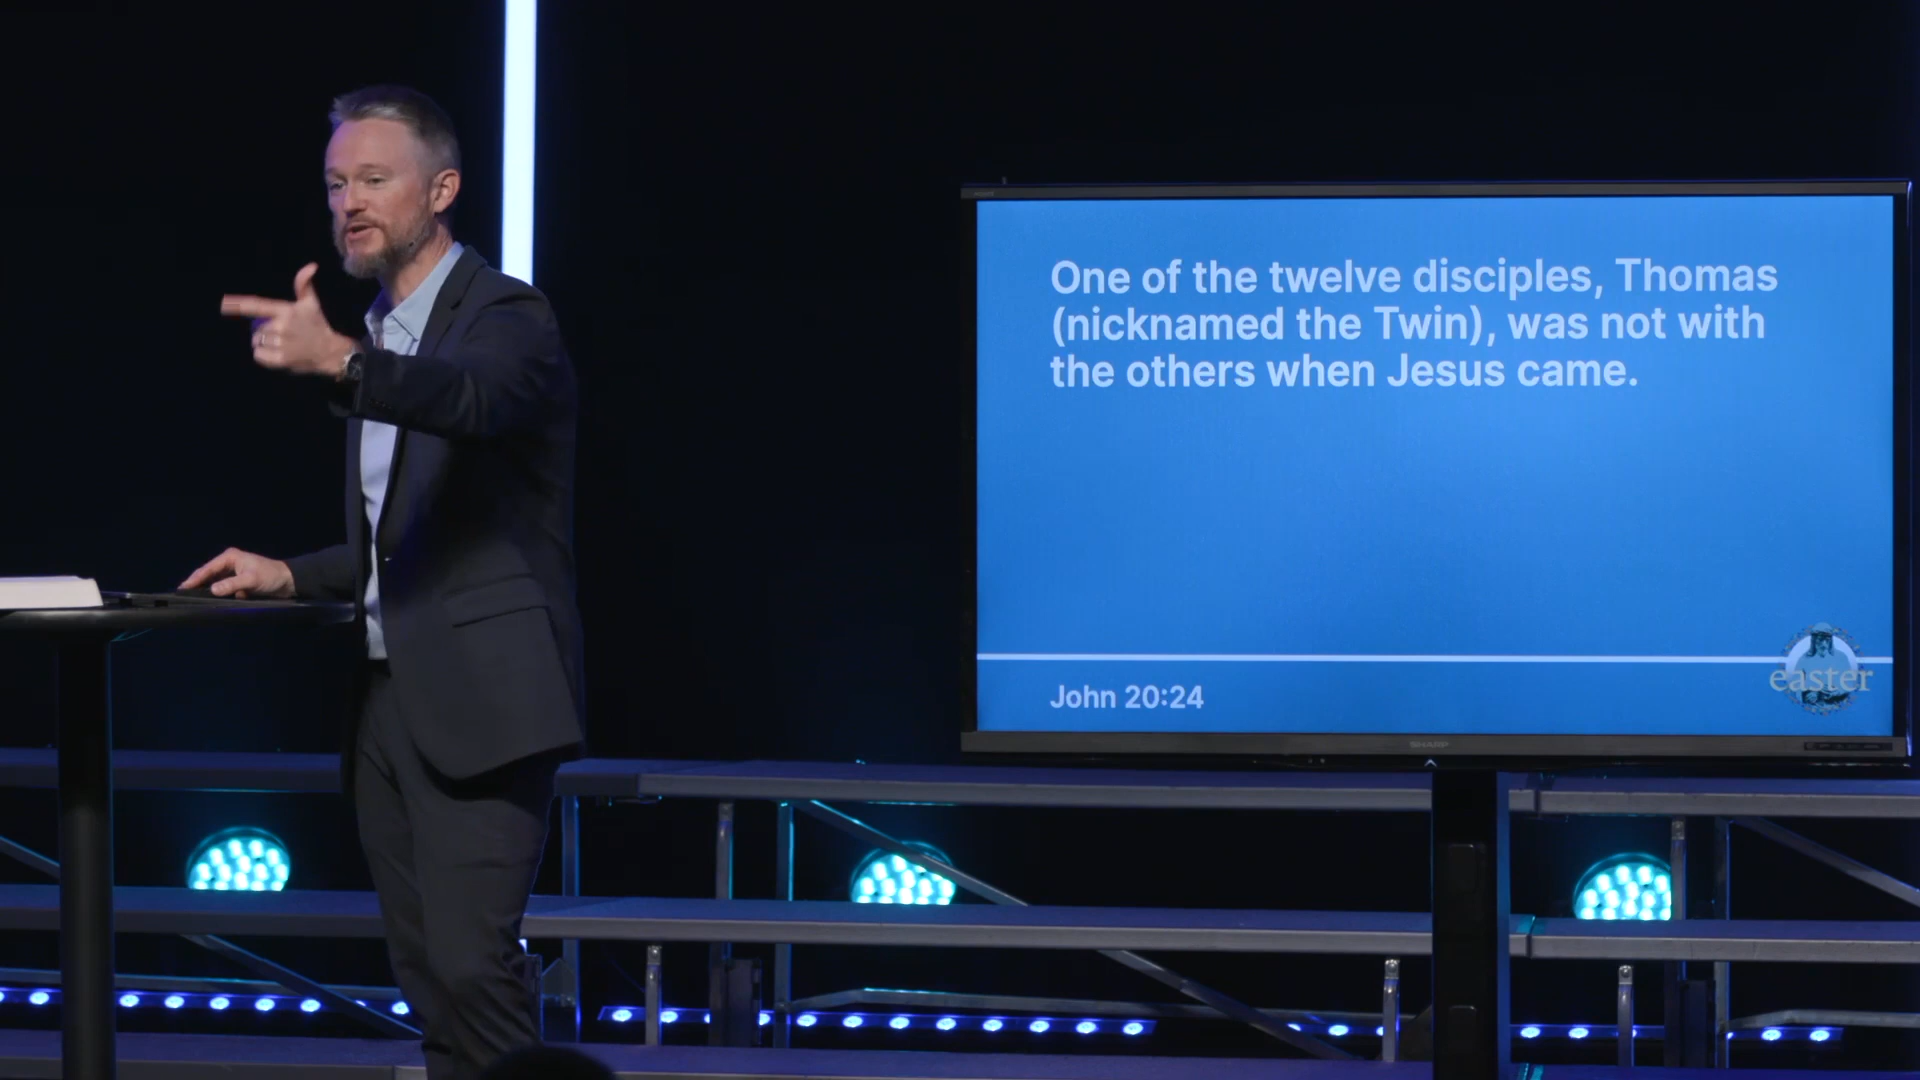 One of the twelve disciples, Thomas
(nicknamed the Twin), was not with
the others when Jesus came.
John 20:24
easter
SHARP